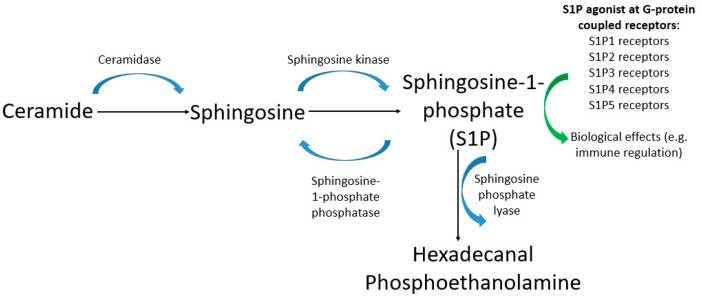 S1P agonist at G-protein
coupled receptors:
S1P1 receptors
S1P2 receptors
S1P3 receptors
S1P4 receptors
S1P5 receptors
Ceramidase
Sphingosine kinase
Ceramide
Sphingosine
Sphingosine-1-
phosphate
(S1P)
Biological effects (e.g.
immune regulation)
Sphingosine-
1-phosphate
phosphatase
Sphingosine
phosphate
lyase
Hexadecanal
Phosphoethanolamine